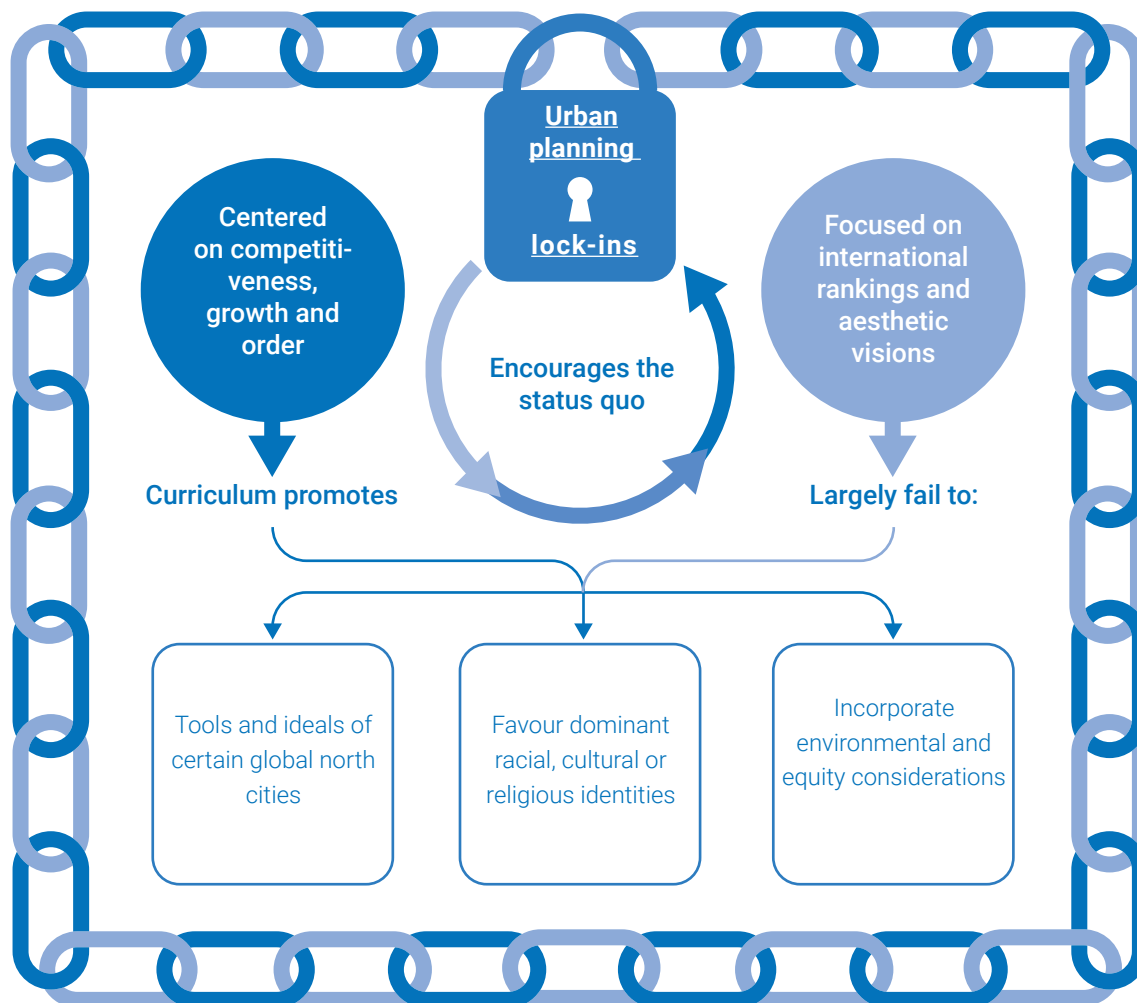 Urban
planning
lock-ins
Centered
on competiti-
veness,
growth and
order
Focused on
international
rankings and
aesthetic
visions
Encourages the
status quo
Curriculum promotes
Largely fail to:
Tools and ideals of
certain global north
cities
Favour dominant
racial, cultural or
religious identities
Incorporate
environmental and
equity considerations